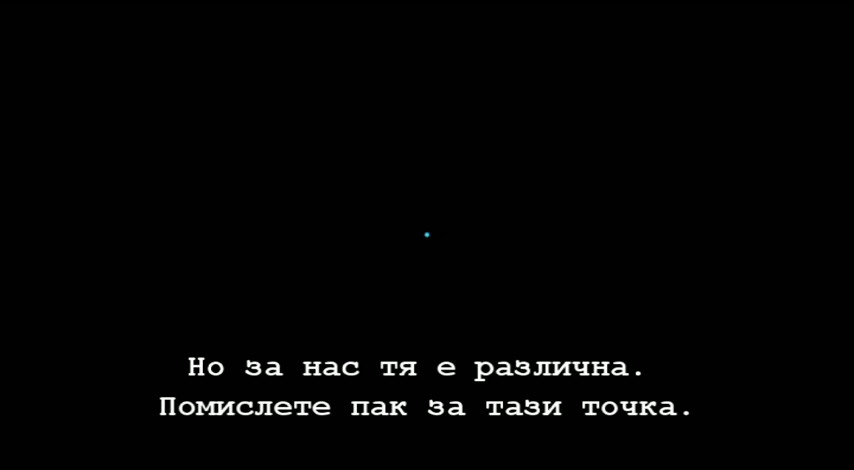 Но за нас тя е различна.
Помислете пак за тази точка.